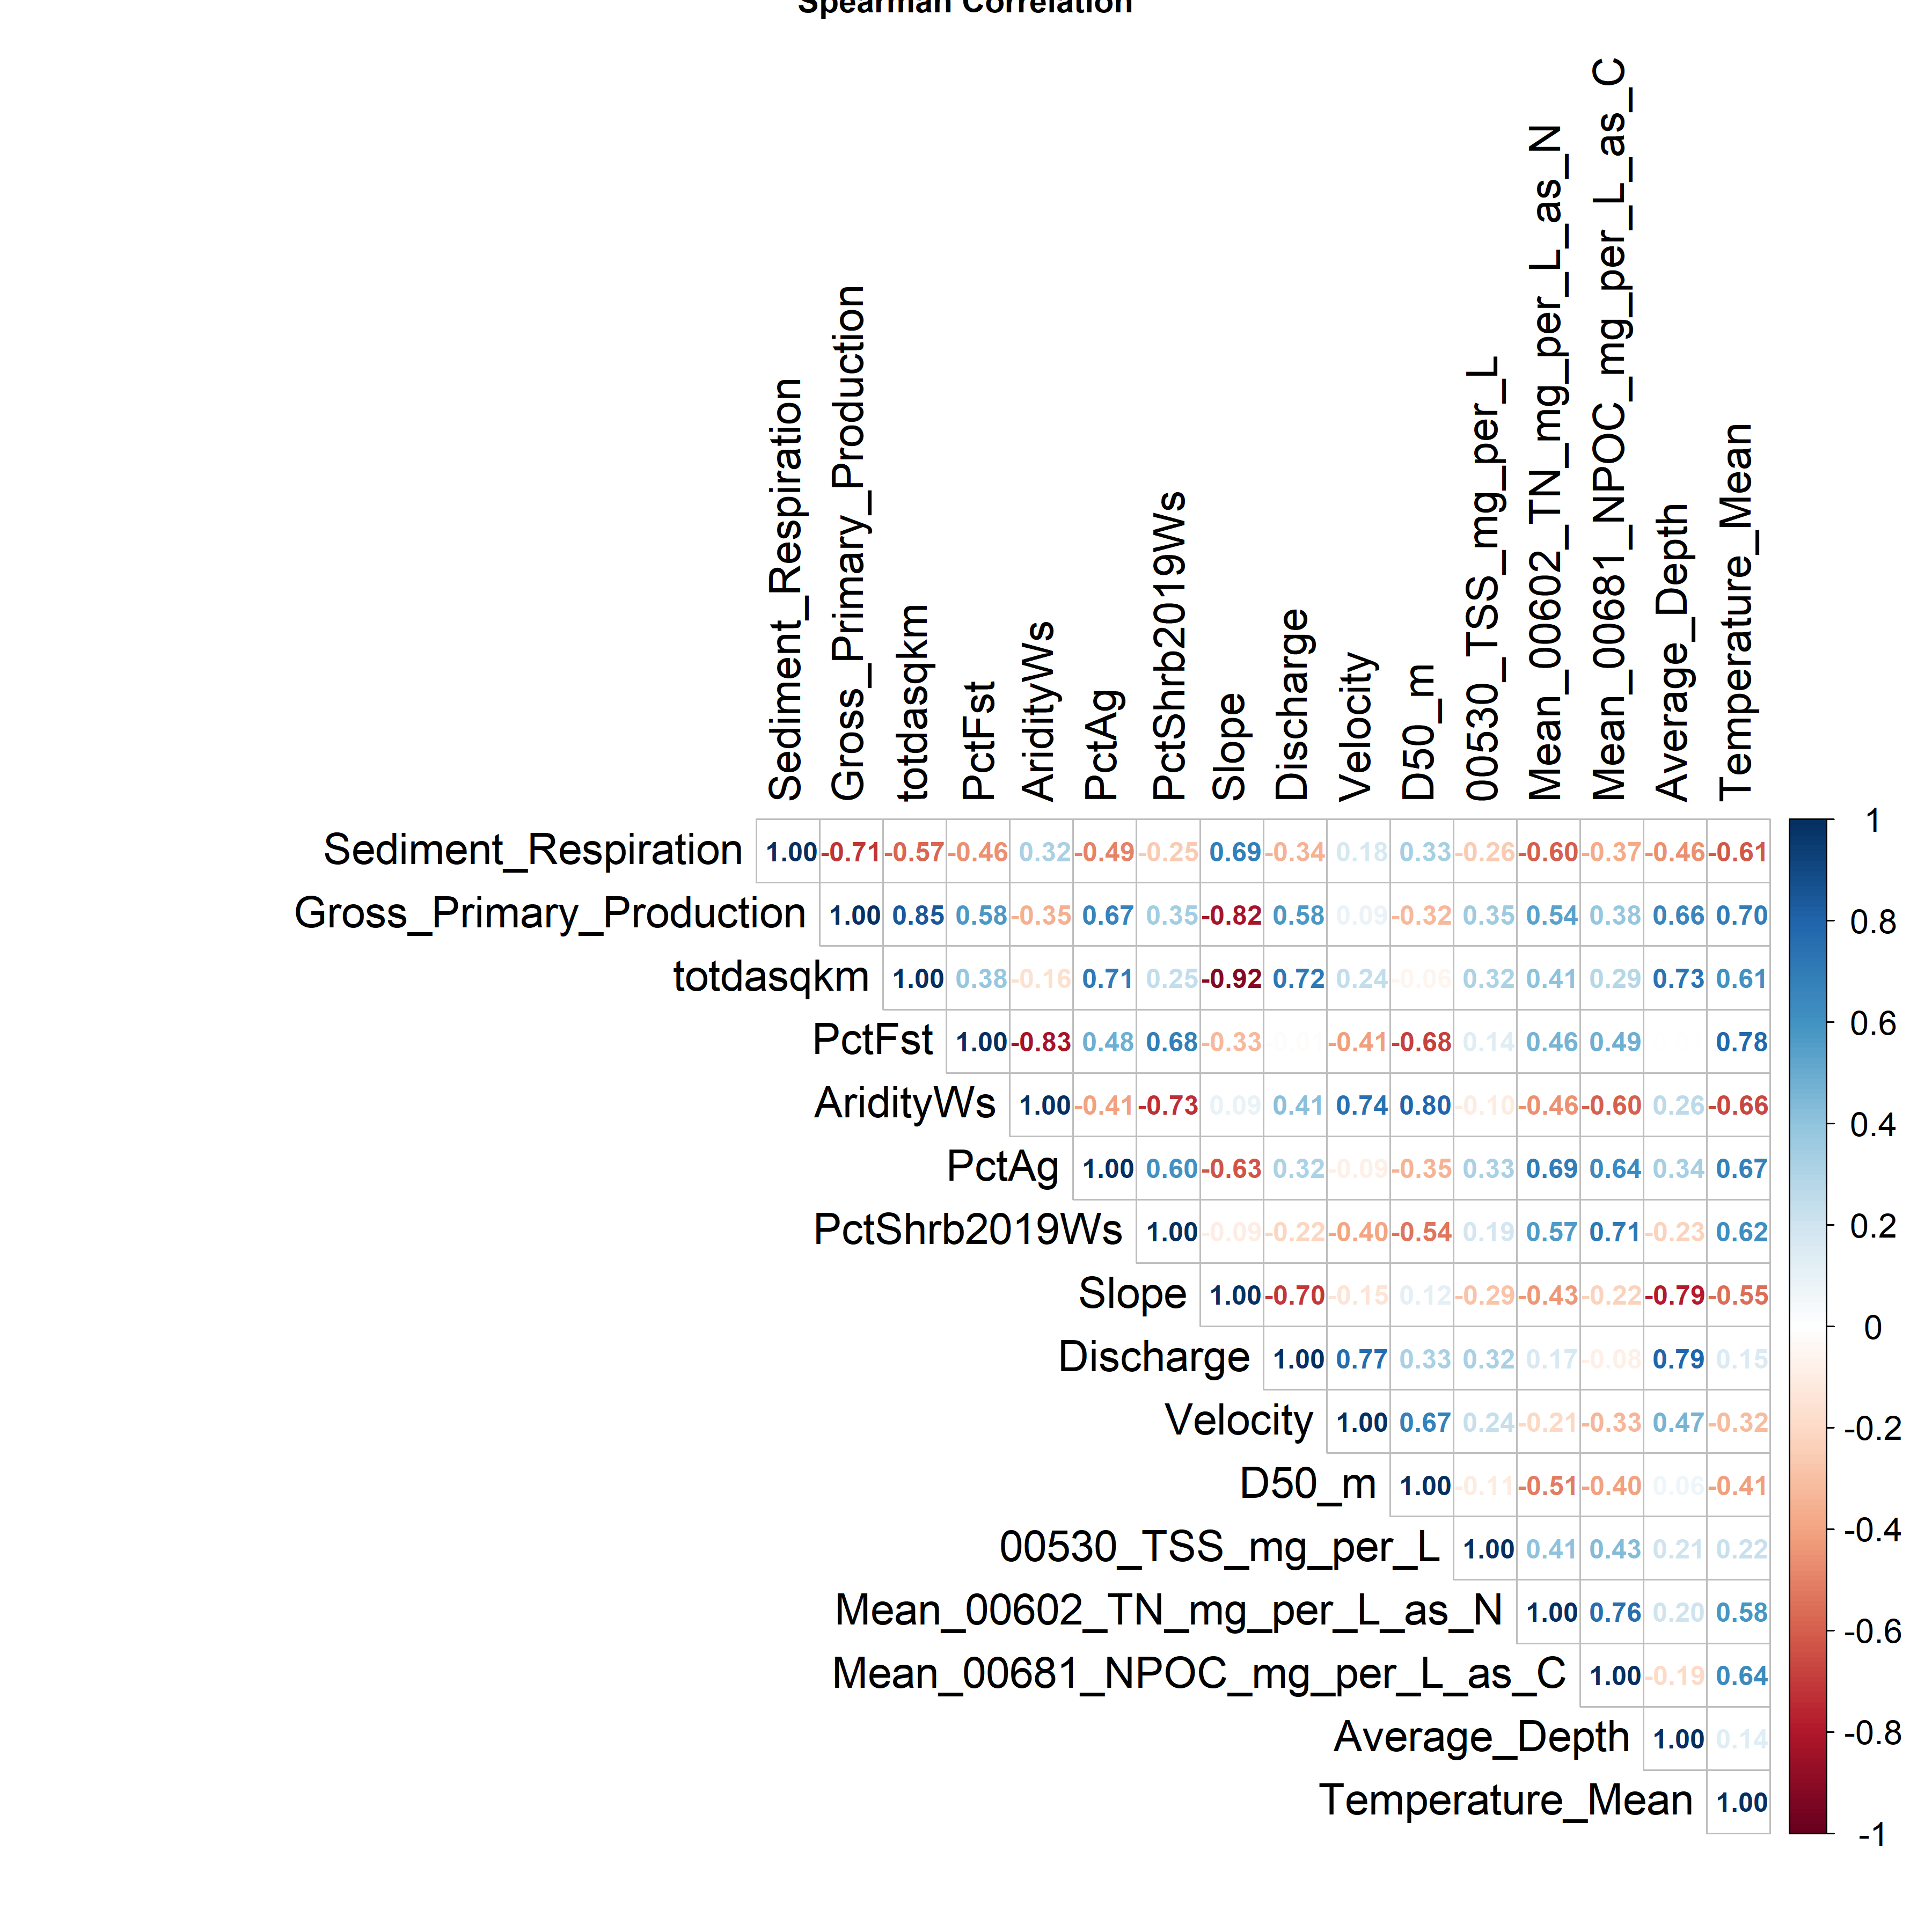 Spearman Correlation
Sediment_Respiration
Gross_Primary_Production
totdasqkm
PctFst
AridityWs
PctAg
PctShrb2019Ws
Slope
Discharge
Velocity
D50_m
00530_TSS_mg_per_L
Mean_00602_TN_mg_per_L_as_N
Mean_00681_NPOC_mg_per_L_as_C
Average_Depth
Temperature_Mean
Sediment_Respiration 1.00 -0.71 -0.57 -0.46 0.32 -0.49 -0.25 0.69 -0.34 0.18 0.33 -0.26 -0.60 -0.37 -0.46 -0.61
Gross_Primary_Production 1.00 0.85 0.58 -0.35 0.67 0.35 -0.82 0.58 0.09 -0.32 0.35 0.54 0.38 0.66 0.70
totdasqkm 1.00 0.38 -0.16 0.71 0.25 -0.92 0.72 0.24 -0.06 0.32 0.41 0.29 0.73 0.61
PctFst 1.00 -0.83 0.48 0.68 -0.33 -0.41 -0.68 0.14 0.46 0.49 0.78
AridityWs 1.00 -0.41 -0.73 0.09 0.41 0.74 0.80 -0.10 -0.46 -0.60 0.26 -0.66
PctAg 1.00 0.60 -0.63 0.32 -0.09 -0.35 0.33 0.69 0.64 0.34 0.67
PctShrb2019Ws 1.00 -0.09 -0.22 -0.40 -0.54 0.19 0.57 0.71 -0.23 0.62
Slope 1.00 -0.70 -0.15 0.12 -0.29 -0.43 -0.22 -0.79 -0.55
Discharge 1.00 0.77 0.33 0.32 0.17 -0.08 0.79 0.15
Velocity 1.00 0.67 0.24 -0.21 -0.33 0.47 -0.32
D50_m 1.00 -0.11 -0.51 -0.40 0.06 -0.41
00530_TSS_mg_per_L 1.00 0.41 0.43 0.21 0.22
Mean_00602_TN_mg_per_L_as_N 1.00 0.76 0.20 0.58
Mean_00681_NPOC_mg_per_L_as_C 1.00 -0.19 0.64
Average_Depth 1.00 0.14
Temperature_Mean 1.00
1
0.8
0.6
0.4
0.2
0
-0.2
-0.4
-0.6
-0.8
-1